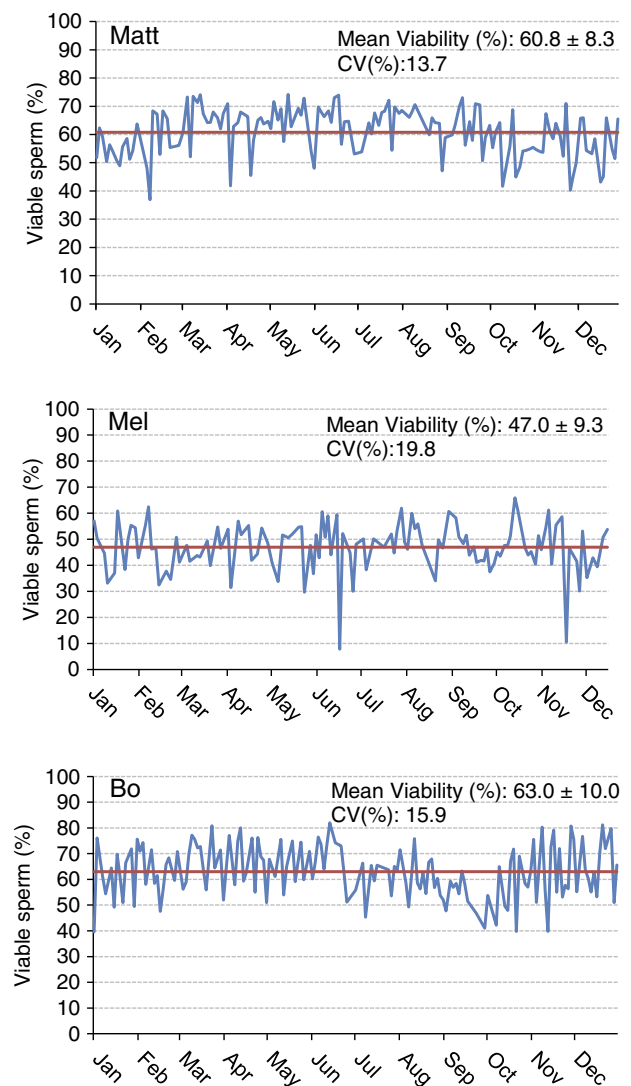 Matt
Mean Viability (%): 60.8 ± 8.3
CV(%):13.7
Viable sperm (%)
100
90
80
70
60
50
40
30
20
10
0
Jan Feb Mar Apr May Jun Jul Aug Sep Oct Nov Dec
Mel
Mean Viability (%): 47.0 ± 9.3
CV(%):19.8
Viable sperm (%)
100
90
80
70
60
50
40
30
20
10
0
Jan Feb Mar Apr May Jun Jul Aug Sep Oct Nov Dec
Bo
Mean Viability (%): 63.0 ± 10.0
CV(%): 15.9
Viable sperm (%)
100
90
80
70
60
50
40
30
20
10
0
Jan Feb Mar Apr May Jun Jul Aug Sep Oct Nov Dec